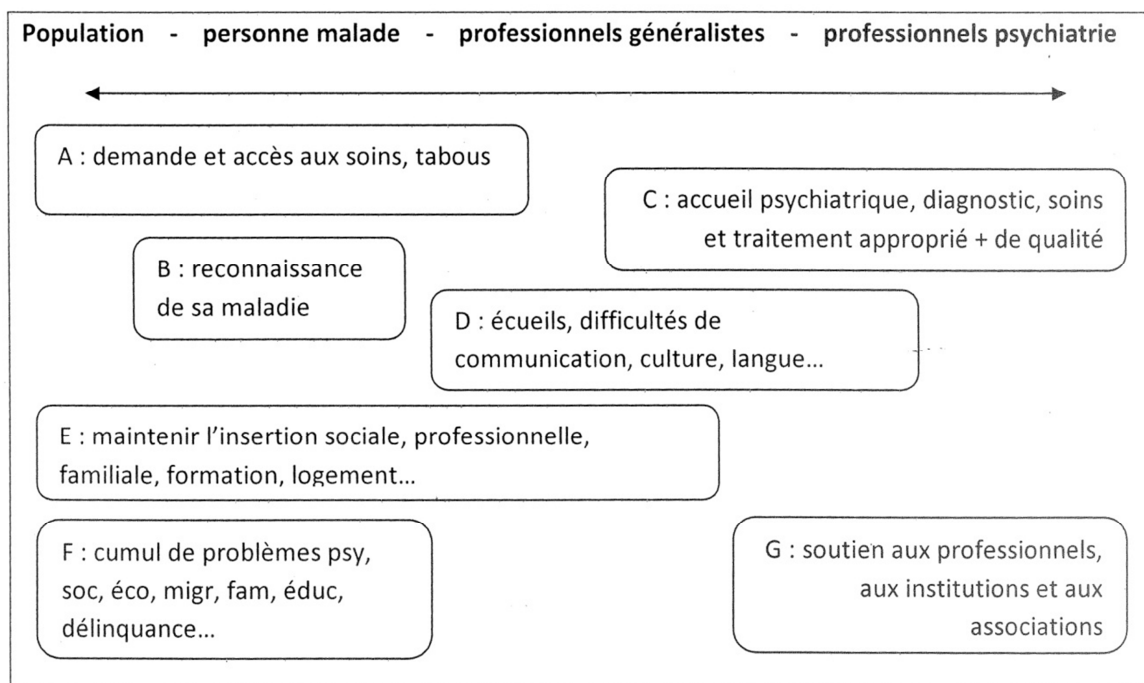 Population - personne malade - professionnels généralistes - professionnels psychiatrie
A : demande et accès aux soins, tabous
C : accueil psychiatrique, diagnostic, soins
et traitement approprié + de qualité
B : reconnaissance
de sa maladie
D : écueils, difficultés de
communication, culture, langue...
E : maintenir l'insertion sociale, professionnelle,
familiale, formation, logement...
F : cumul de problèmes psy,
soc, éco, migr, fam, éduc,
délinquance...
G : soutien aux professionnels,
aux institutions et aux
associations